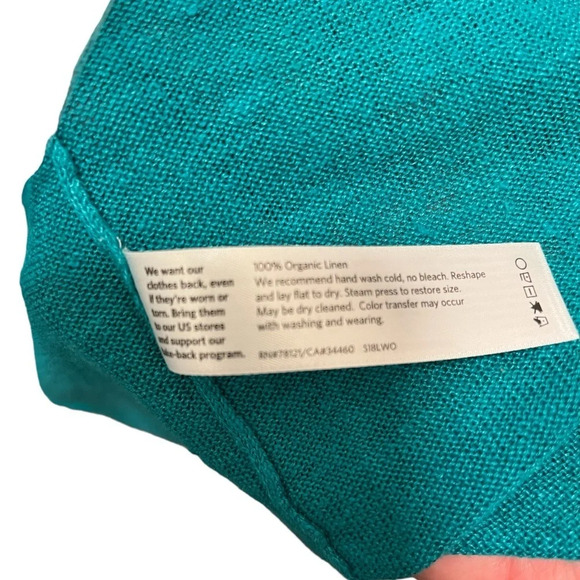 We want our
clothes back, even
if they're worn or
torn. Bring them
to our US stores
and support our
take-back program.
100% Organic Linen
We recommend hand wash cold, no bleach. Reshape
and lay flat to dry. Steam press to restore size.
May be dry cleaned. Color transfer may occur
with washing and wearing.
RN#78121/CA#34460 S18LWO